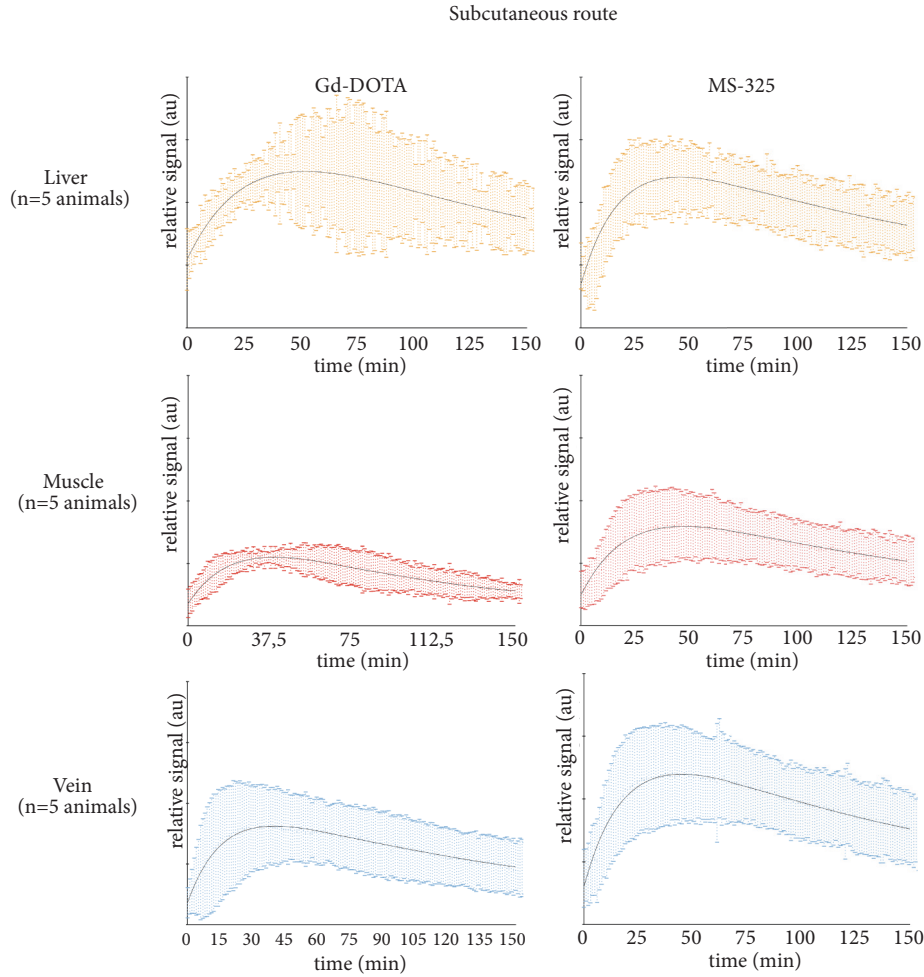 Subcutaneous route
Gd-DOTA
MS-325
Liver
(n=5 animals)
relative signal (au)
0 25 50 75 100 125 150
time (min)
relative signal (au)
0 25 50 75 100 125 150
time (min)
Muscle
(n=5 animals)
relative signal (au)
0 37,5 75 112,5 150
time (min)
relative signal (au)
0 25 50 75 100 125 150
time (min)
Vein
(n=5 animals)
relative signal (au)
0 15 30 45 60 75 90 105 120 135 150
time (min)
relative signal (au)
0 25 50 75 100 125 150
time (min)